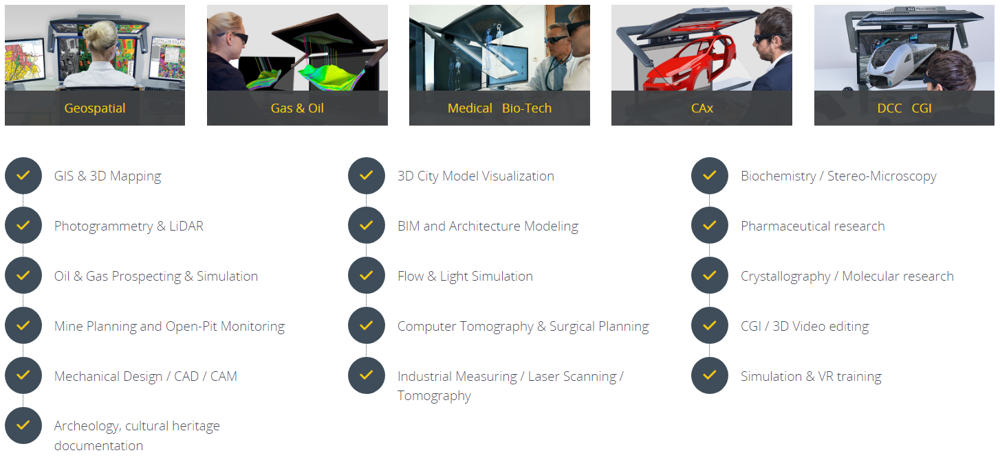 3D PluraView
Geospatial
Gas & Oil
Medical Bio-Tech
CAx
DCC CGI
GIS & 3D Mapping
Photogrammetry & LiDAR
Oil & Gas Prospecting & Simulation
Mine Planning and Open-Pit Monitoring
Mechanical Design / CAD / CAM
Archeology, cultural heritage
documentation
3D City Model Visualization
BIM and Architecture Modeling
Flow & Light Simulation
Computer Tomography & Surgical Planning
Industrial Measuring / Laser Scanning /
Tomography
Biochemistry / Stereo-Microscopy
Pharmaceutical research
Crystallography / Molecular research
CGI / 3D Video editing
Simulation & VR training